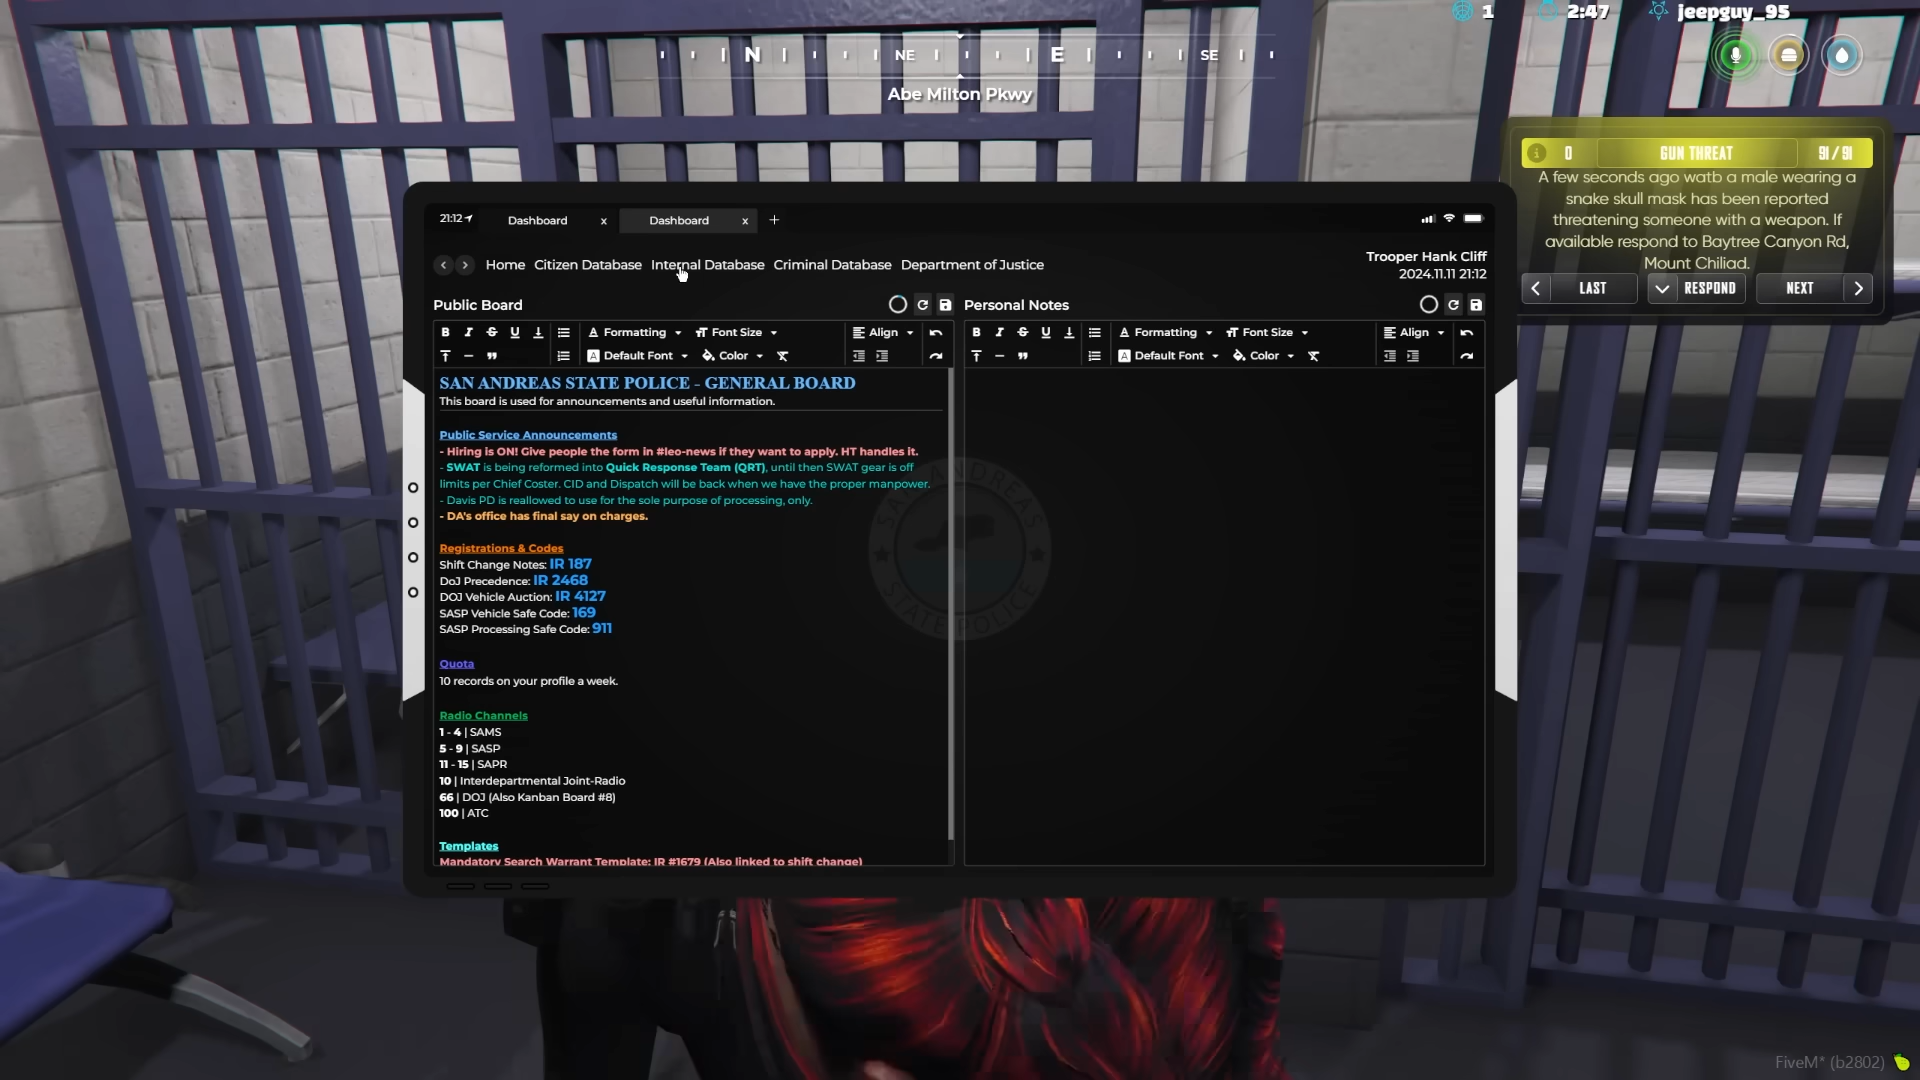 1 2:47 jeepguy_95
N NE E SE
Abe Milton Pkwy
0 GUN THREAT 91 / 91
A few seconds ago watb a male wearing a
snake skull mask has been reported
threatening someone with a weapon. If
available respond to Baytree Canyon Rd,
Mount Chiliad.
LAST RESPOND NEXT
21:12 Dashboard x Dashboard x +
Home Citizen Database Internal Database Criminal Database Department of Justice
Trooper Hank Cliff
2024.11.11 21:12
Public Board
B I S U Formatting Font Size Align
Default Font Color
SAN ANDREAS STATE POLICE - GENERAL BOARD
This board is used for announcements and useful information.
Public Service Announcements
- Hiring is ON! Give people the form in #leo-news if they want to apply. HT handles it.
- SWAT is being reformed into Quick Response Team (QRT), until then SWAT gear is off
limits per Chief Coster. CID and Dispatch will be back when we have the proper manpower.
- Davis PD is reallowed to use for the sole purpose of processing, only.
- DA's office has final say on charges.
Registrations & Codes
Shift Change Notes: IR 187
DoJ Precedence: IR 2468
DOJ Vehicle Auction: IR 4127
SASP Vehicle Safe Code: 169
SASP Processing Safe Code: 911
Quota
10 records on your profile a week.
Radio Channels
1 - 4 | SAMS
5 - 9 | SASP
11 - 15 | SAPR
10 | Interdepartmental Joint-Radio
66 | DOJ (Also Kanban Board #8)
100 | ATC
Templates
Mandatory Search Warrant Template: IR #1679 (Also linked to shift change)
Personal Notes
B I S U Formatting Font Size Align
Default Font Color
SAN ANDREAS
STATE POLICE
FiveM* (b2802)